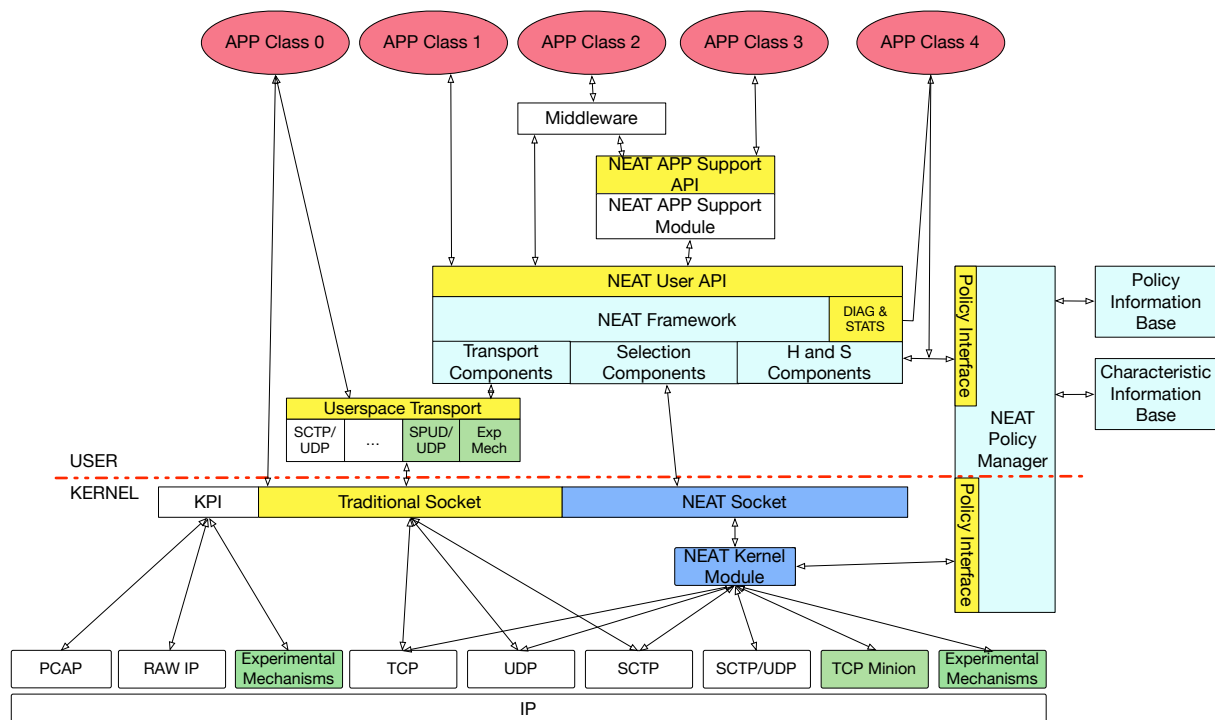 APP Class 0
APP Class 1
APP Class 2
APP Class 3
APP Class 4
Middleware
NEAT APP Support
API
NEAT APP Support
Module
NEAT User API
NEAT Framework
DIAG &
STATS
Transport
Components
Selection
Components
H and S
Components
Policy Interface
Policy
Information
Base
Characteristic
Information
Base
NEAT
Policy
Manager
Userspace Transport
SCTP/
UDP
...
SPUD/
UDP
Exp
Mech
USER
KERNEL
KPI
Traditional Socket
NEAT Socket
Policy Interface
NEAT Kernel
Module
PCAP
RAW IP
Experimental
Mechanisms
TCP
UDP
SCTP
SCTP/UDP
TCP Minion
Experimental
Mechanisms
IP